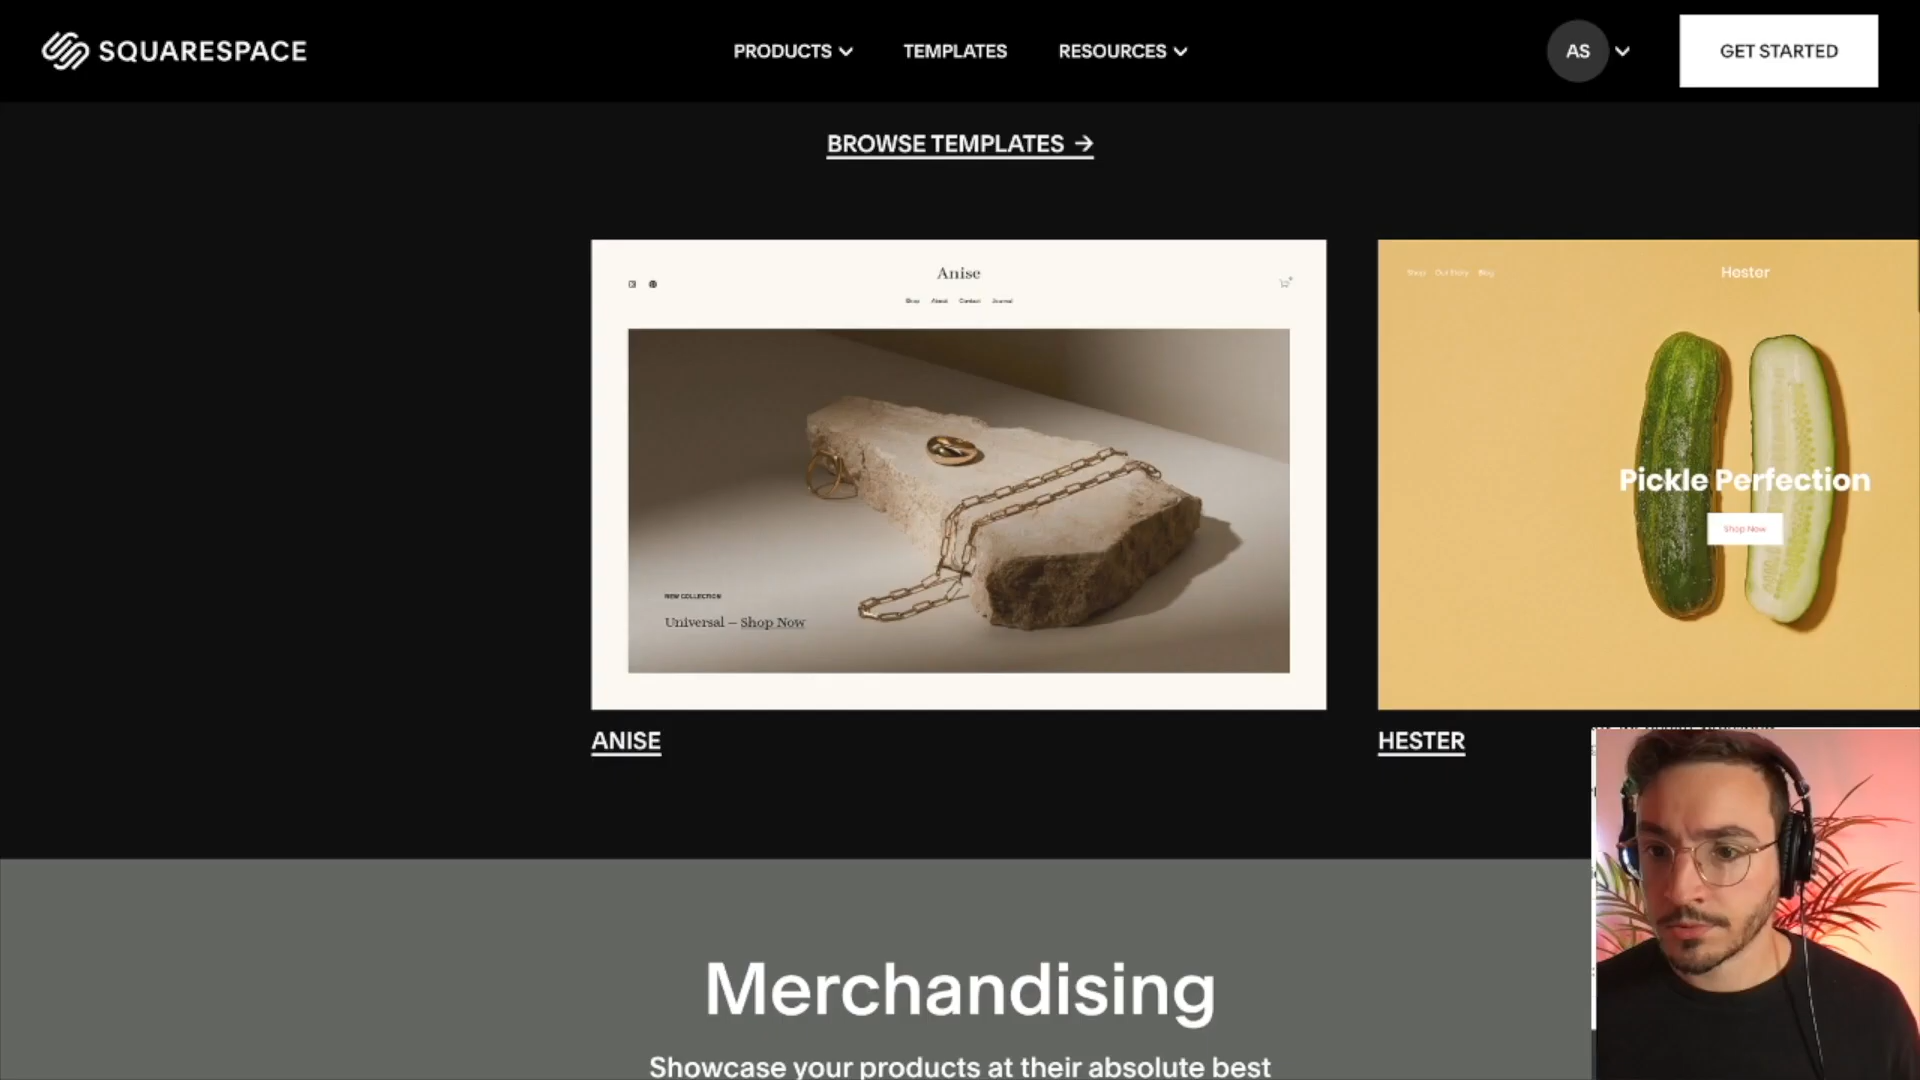 SQUARESPACE
PRODUCTS
TEMPLATES
RESOURCES
AS
GET STARTED
BROWSE TEMPLATES →
Anise
Shop About Contact Journal
NEW COLLECTION
Universal — Shop Now
ANISE
Shop Our Story Blog
Hester
Pickle Perfection
Shop Now
HESTER
Merchandising
Showcase your products at their absolute best